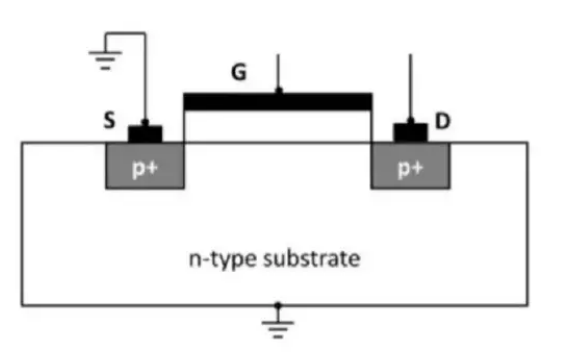 G
S
D
p+
p+
n-type substrate